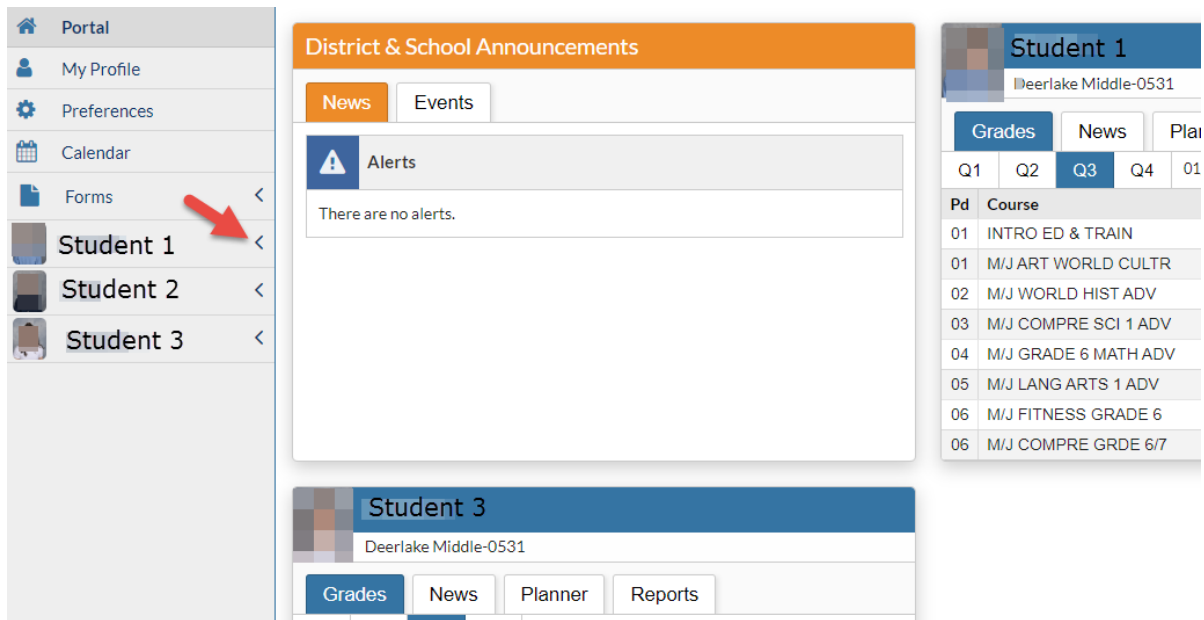 Portal
My Profile
Preferences
Calendar
Forms
Student 1
Student 2
Student 3
District & School Announcements
News Events
Alerts
There are no alerts.
Student 1
Deerlake Middle-0531
Grades News
Q1 Q2 Q3 Q4 01
Pd Course
01 INTRO ED & TRAIN
01 M/J ART WORLD CULTR
02 M/J WORLD HIST ADV
03 M/J COMPRE SCI 1 ADV
04 M/J GRADE 6 MATH ADV
05 M/J LANG ARTS 1 ADV
06 M/J FITNESS GRADE 6
06 M/J COMPRE GRDE 6/7
Student 3
Deerlake Middle-0531
Grades News Planner Reports